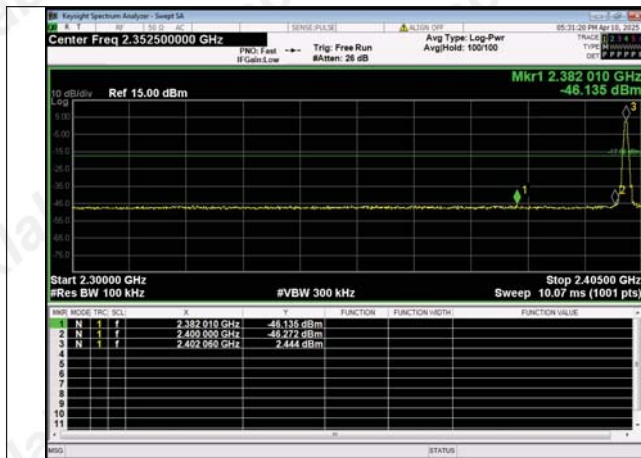 Keysight Spectrum Analyzer - Swept SA
R T RF 50 Ω AC SENSE:PULSE ALIGN OFF 05:31:20 PM Apr 10, 2025
Center Freq 2.352500000 GHz
PNO: Fast
IFGain:Low
Trig: Free Run
#Atten: 26 dB
Avg Type: Log-Pwr
Avg|Hold: 100/100
TRACE 1 2 3 4 5
TYPE M
DET P P P P P
Mkr1 2.382 010 GHz
-46.135 dBm
10 dB/div
Log
Ref 15.00 dBm
5.00
-5.00
-15.0
-25.0
-35.0
-45.0
-55.0
-65.0
-75.0
1
2
3
Start 2.30000 GHz
Stop 2.40500 GHz
#Res BW 100 kHz
#VBW 300 kHz
Sweep 10.07 ms (1001 pts)
MKR MODE TRC SCL X Y FUNCTION FUNCTION WIDTH FUNCTION VALUE
1 N 1 f 2.382 010 GHz -46.135 dBm
2 N 1 f 2.400 000 GHz -46.272 dBm
3 N 1 f 2.402 060 GHz 2.444 dBm
4
5
6
7
8
9
10
11
MSG STATUS